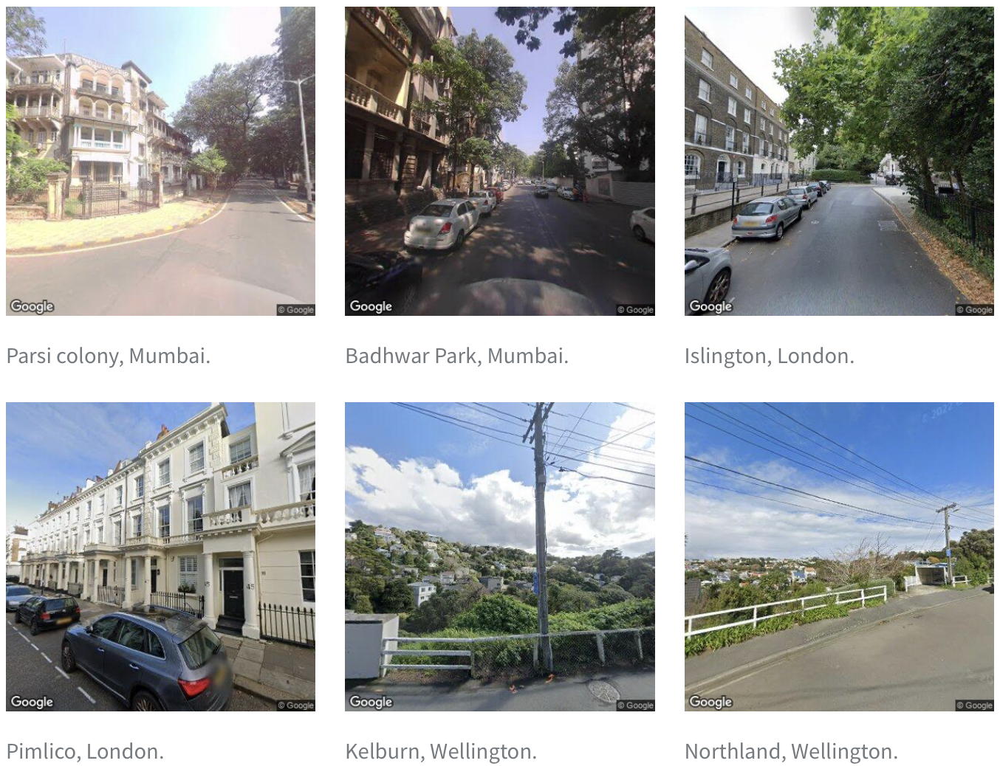 Google
© Google
Google
© Google
Google
© Google
Parsi colony, Mumbai.
Badhwar Park, Mumbai.
Islington, London.
45
Google
© Google
Google
© Google
Google
© Google
Pimlico, London.
Kelburn, Wellington.
Northland, Wellington.